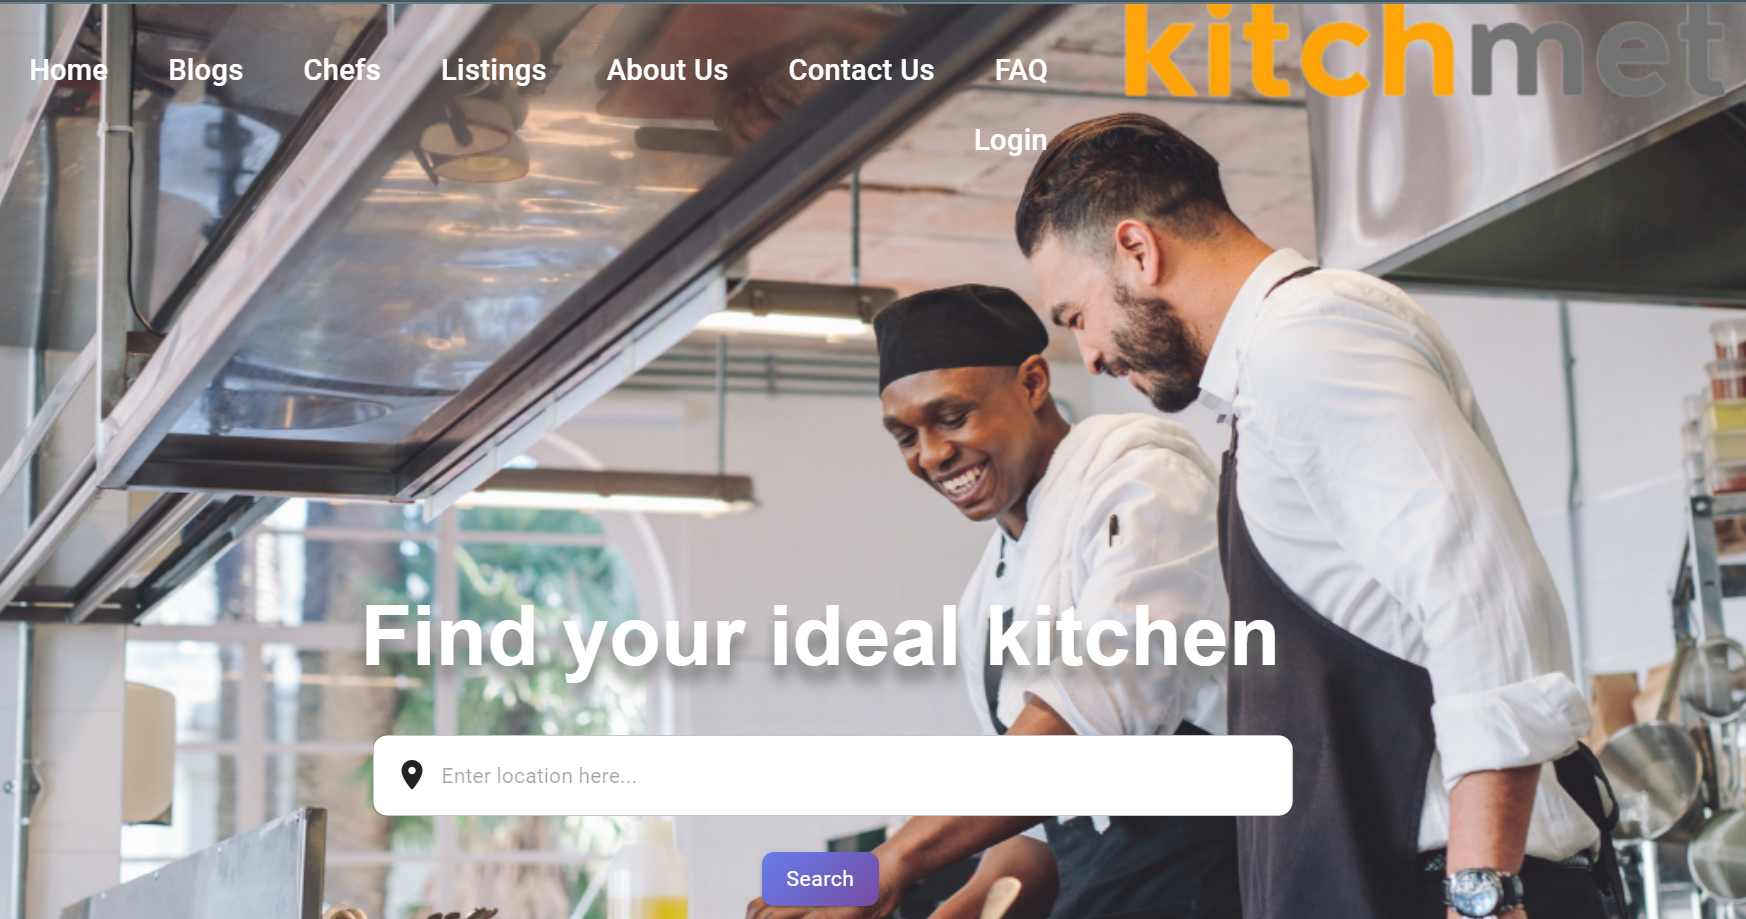 kitchmet
Home Blogs Chefs Listings About Us Contact Us FAQ
Login
Find your ideal kitchen
Enter location here...
Search